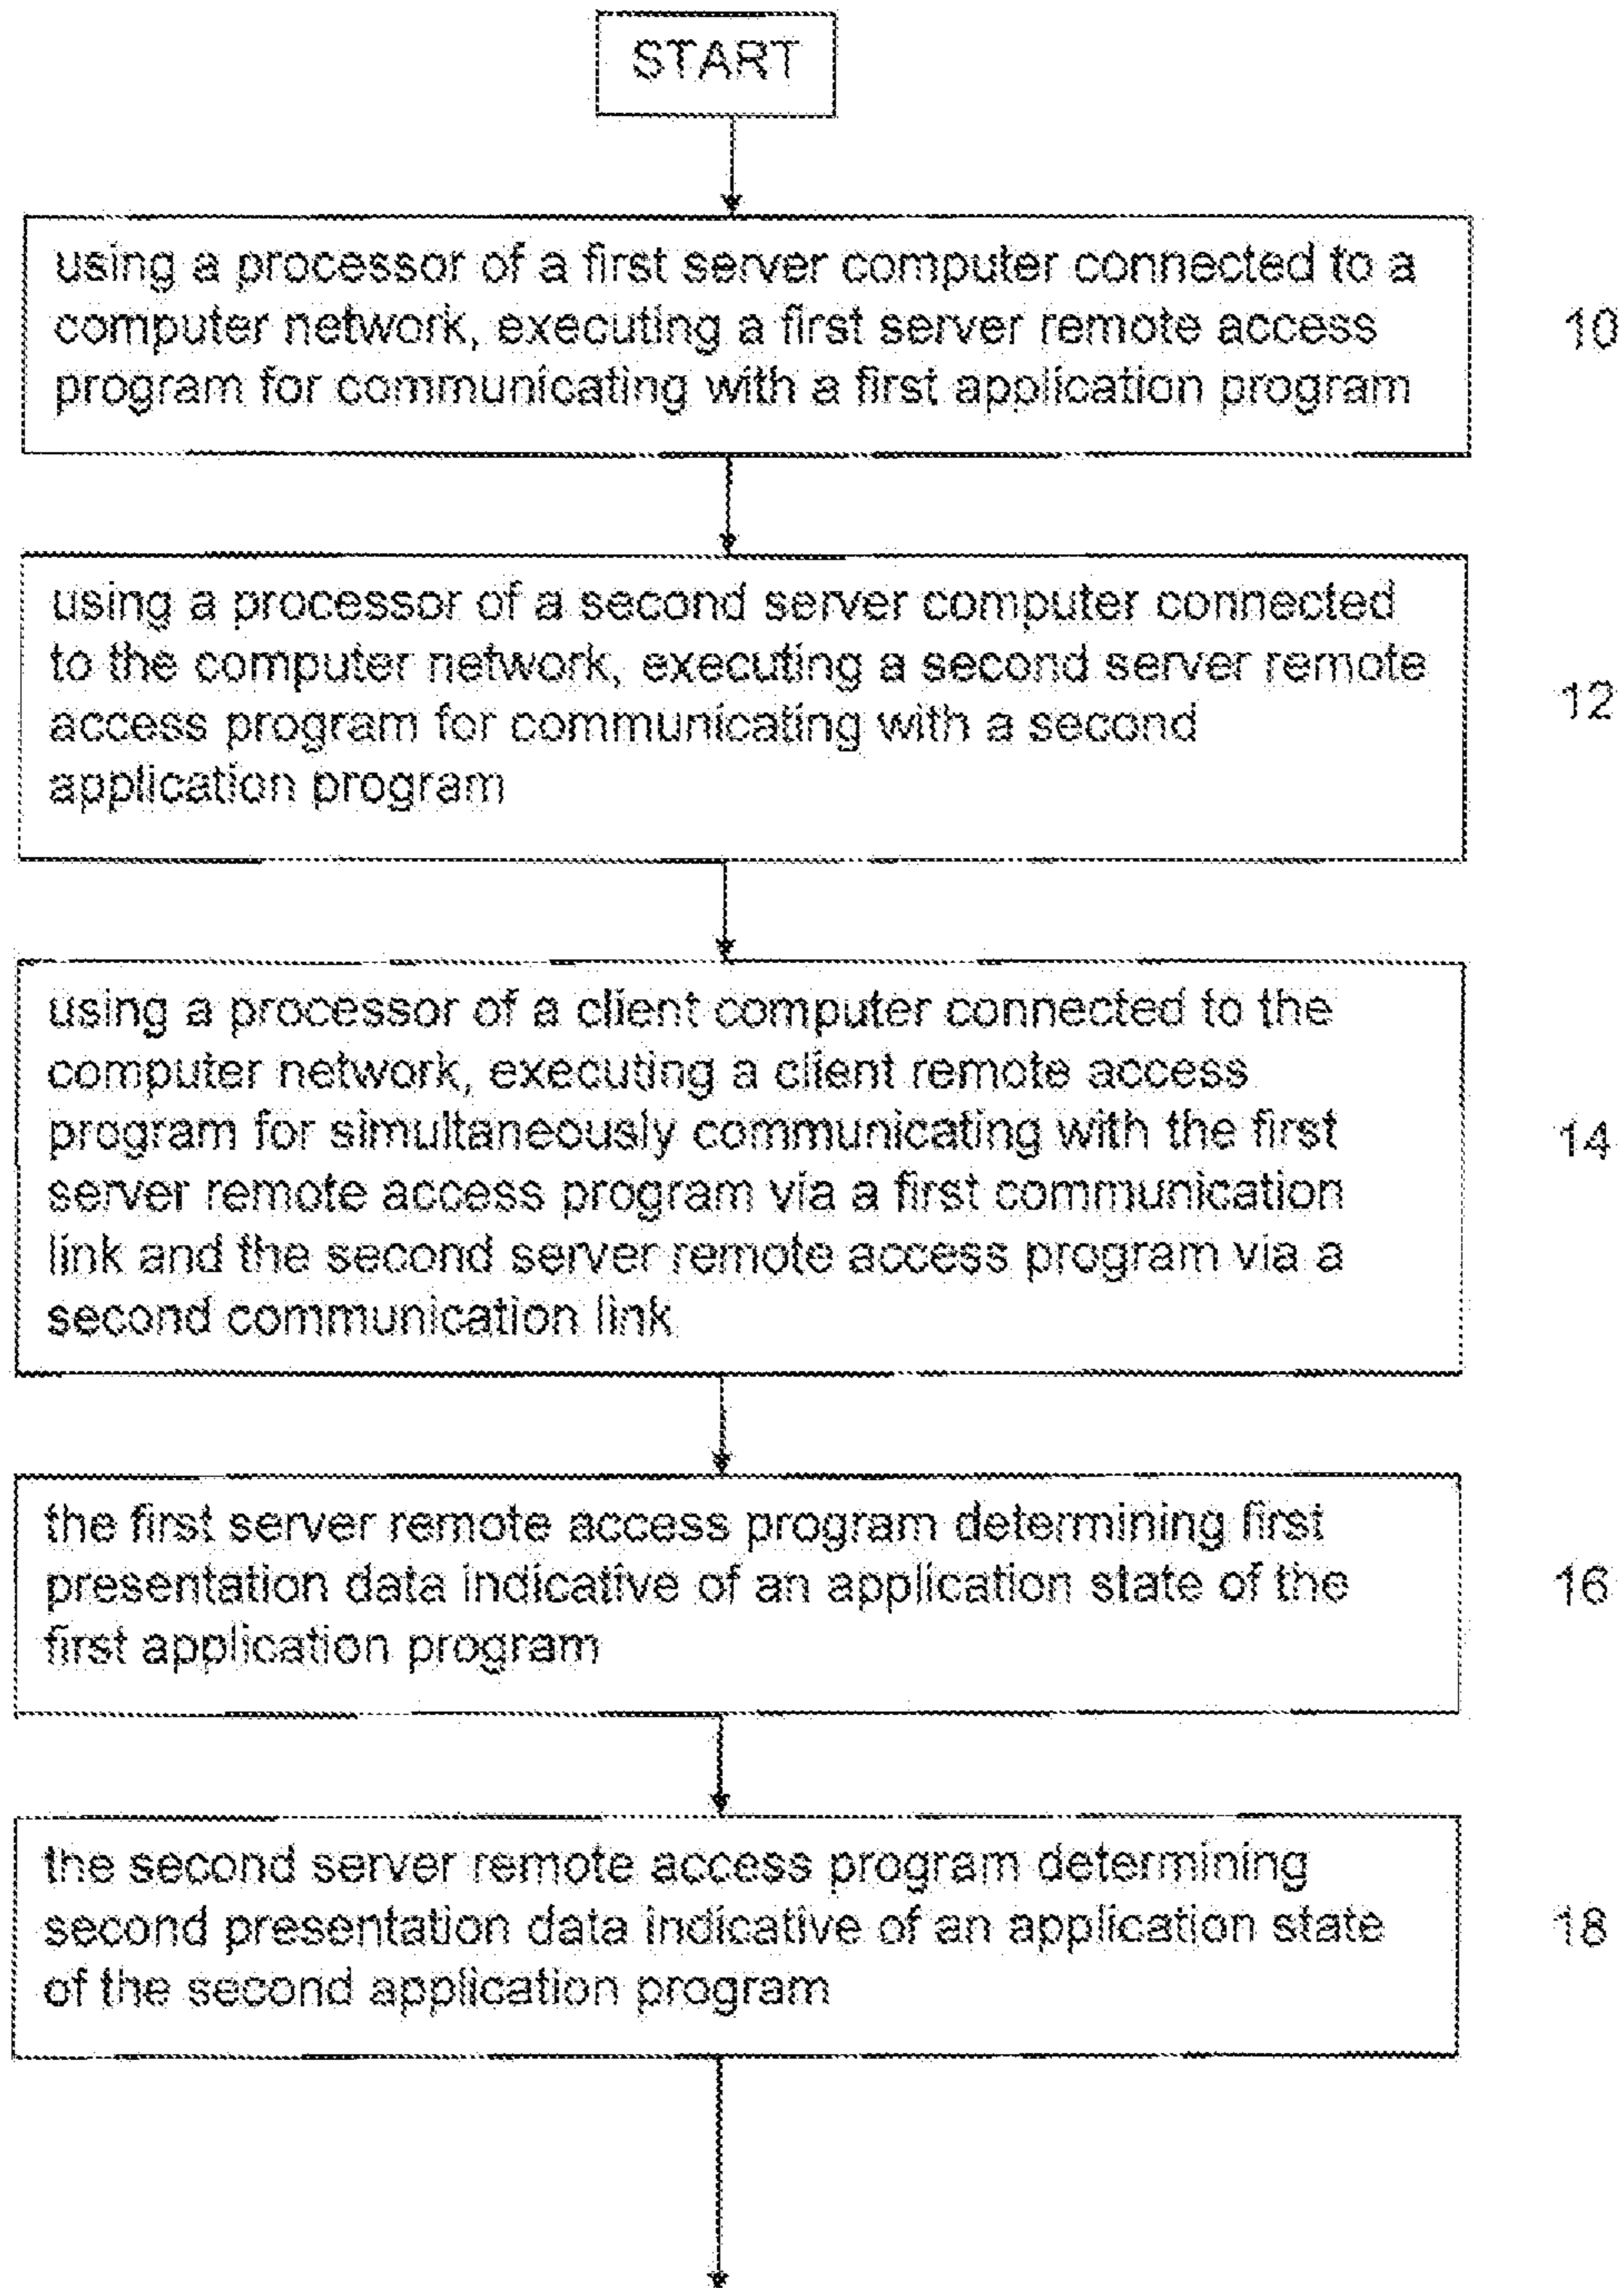 START
using a processor of a first server computer connected to a
computer network, executing a first server remote access
program for communicating with a first application program
10
using a processor of a second server computer connected
to the computer network, executing a second server remote
access program for communicating with a second
application program
12
using a processor of a client computer connected to the
computer network, executing a client remote access
program for simultaneously communicating with the first
server remote access program via a first communication
link and the second server remote access program via a
second communication link
14
the first server remote access program determining first
presentation data indicative of an application state of the
first application program
16
the second server remote access program determining
second presentation data indicative of an application state
of the second application program
18